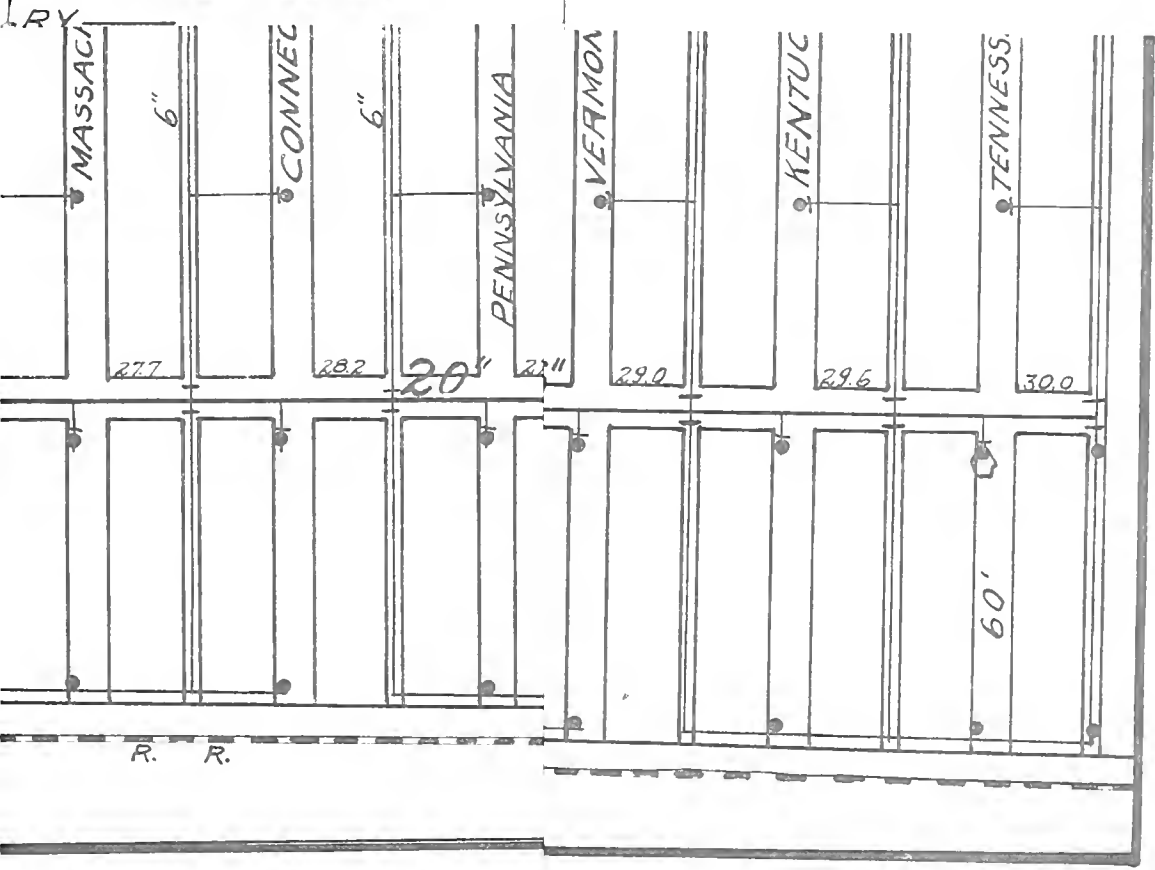 RY
MASSACH
6"
CONNEC
6"
PENNSYLVANIA
VERMON
KENTUC
TENNESS.
27.7
28.2
20"
29.0
29.6
30.0
60'
R. R.